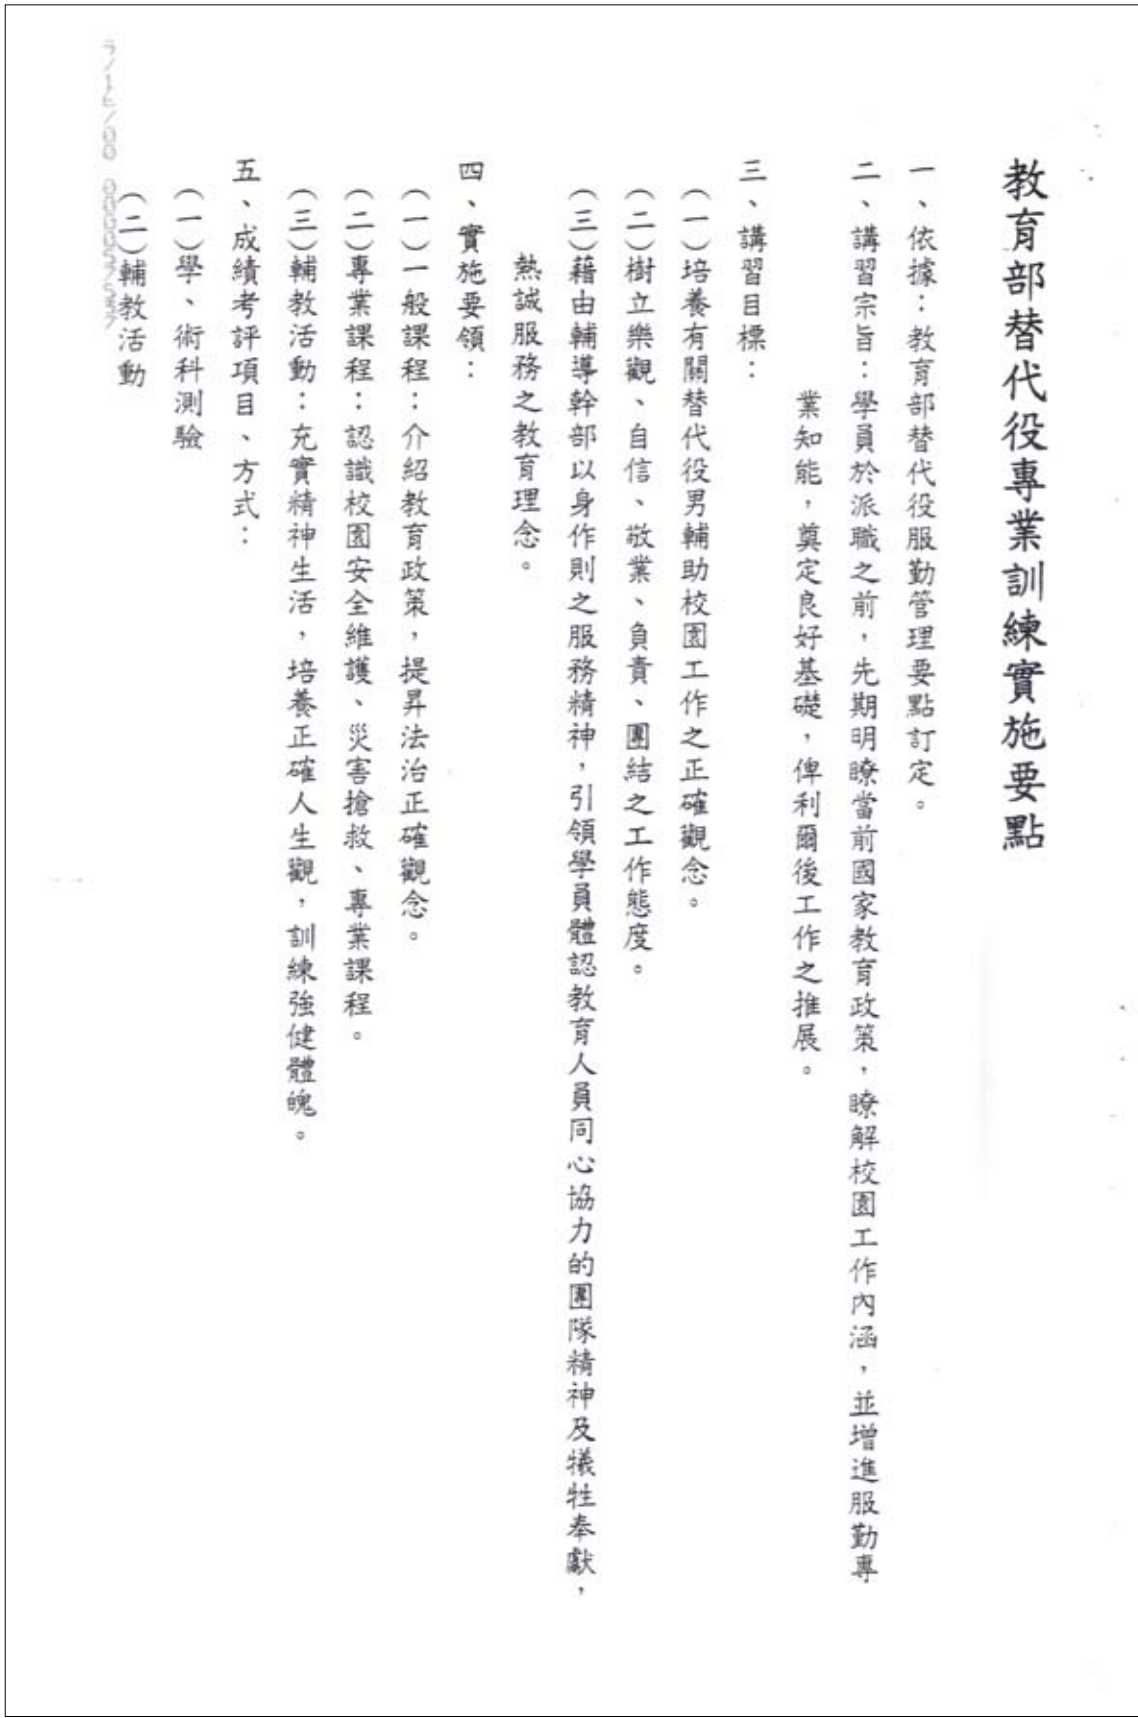 教育部替代役專業訓練實施要點
一、依據：教育部替代役服勤管理要點訂定。
二、講習宗旨：學員於派職之前，先期明瞭當前國家教育政策，瞭解校園工作內涵，並增進服勤專
業知能，奠定良好基礎，俾利爾後工作之推展。
三、講習目標：
（一）培養有關替代役男輔助校園工作之正確觀念。
（二）樹立樂觀、自信、敬業、負責、團結之工作態度。
（三）藉由輔導幹部以身作則之服務精神，引領學員體認教育人員同心協力的團隊精神及犧牲奉獻，
熱誠服務之教育理念。
四、實施要領：
（一）一般課程：介紹教育政策，提昇法治正確觀念。
（二）專業課程：認識校園安全維護、災害搶救、專業課程。
（三）輔教活動：充實精神生活，培養正確人生觀，訓練強健體魄。
五、成績考評項目、方式：
（一）學、術科測驗
（二）輔教活動